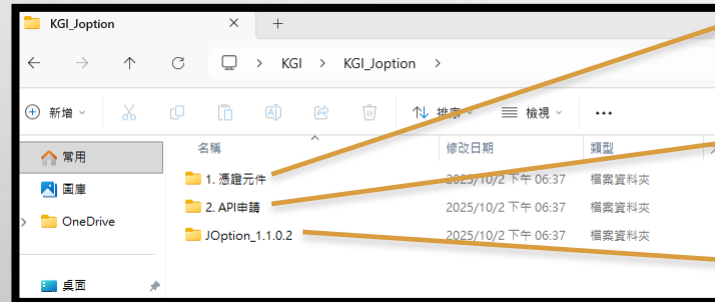 KGI_Joption
KGI > KGI_Joption >
新增 排序 檢視
名稱 修改日期 類型
常用
圖庫
OneDrive
桌面
1. 憑證元件 2025/10/2 下午 06:37 檔案資料夾
2. API申請 2025/10/2 下午 06:37 檔案資料夾
JOption_1.1.0.2 2025/10/2 下午 06:37 檔案資料夾